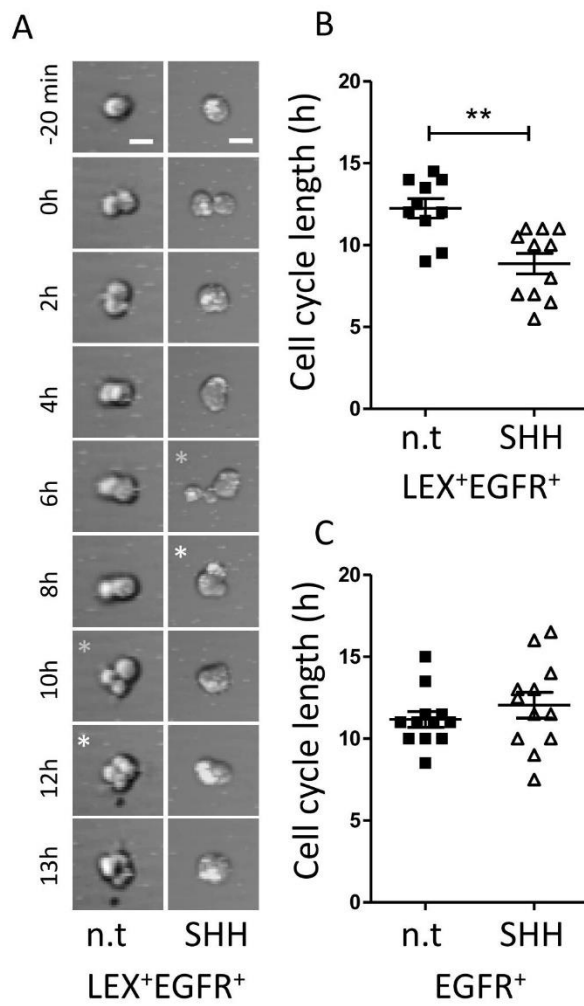 A
-20 min
0h
2h
4h
6h
*
8h
*
10h
*
12h
*
13h
n.t SHH
LEX⁺EGFR⁺
B
Cell cycle length (h)
20
15
10
5
0
**
n.t SHH
LEX⁺EGFR⁺
C
Cell cycle length (h)
20
15
10
5
0
n.t SHH
EGFR⁺